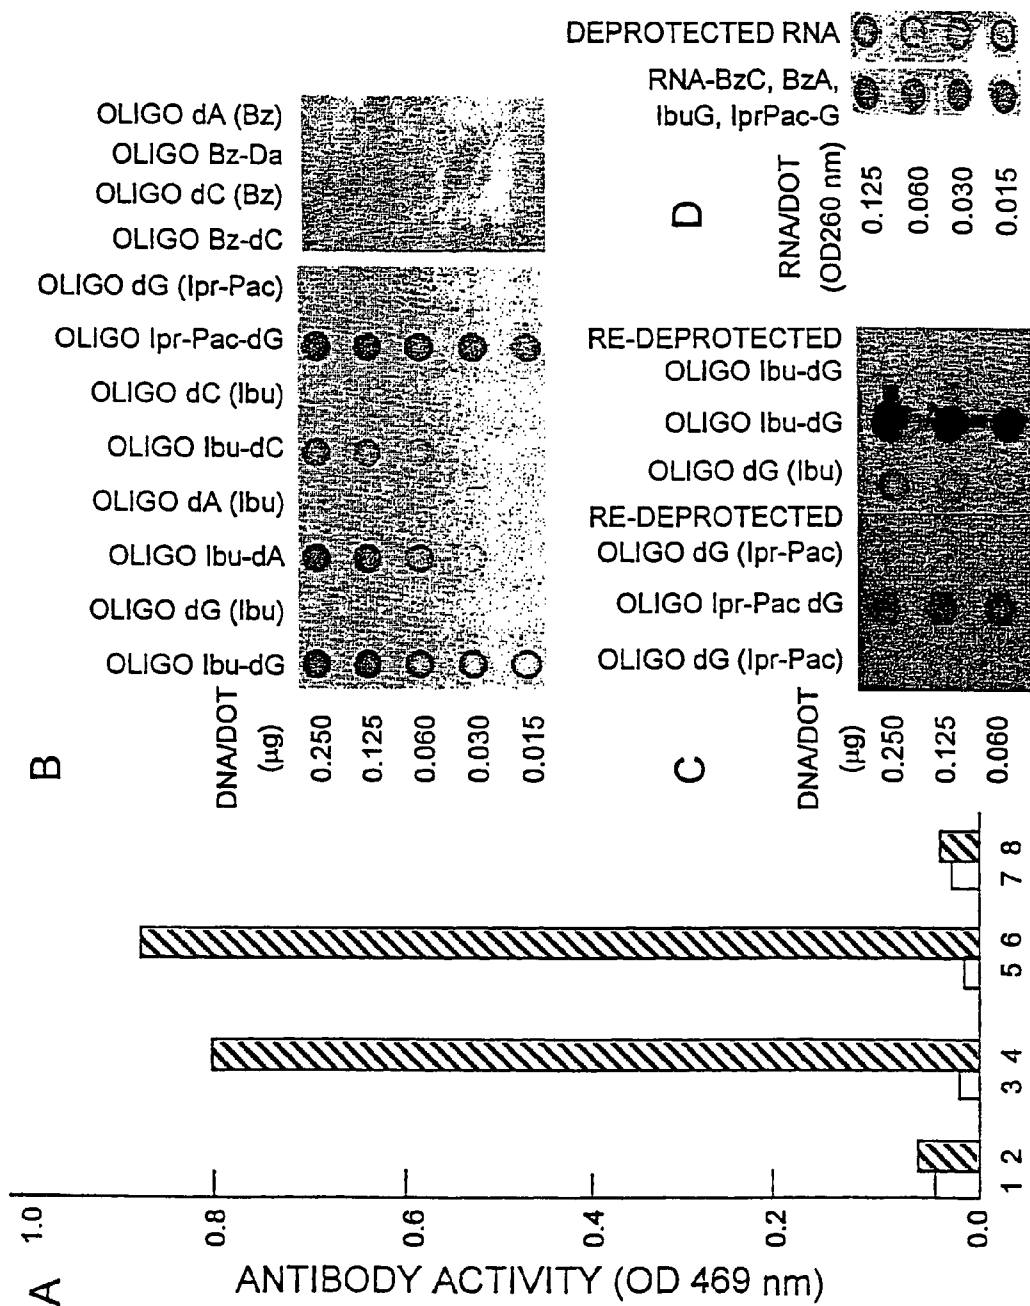 A
ANTIBODY ACTIVITY (OD 469 nm)
1.0
0.8
0.6
0.4
0.2
0.0
1 2 3 4 5 6 7 8
B
DNA/DOT
(µg)
0.250
0.125
0.060
0.030
0.015
OLIGO dA (Bz)
OLIGO Bz-Da
OLIGO dC (Bz)
OLIGO Bz-dC
OLIGO dG (Ipr-Pac)
OLIGO Ipr-Pac-dG
OLIGO dC (Ibu)
OLIGO Ibu-dC
OLIGO dA (Ibu)
OLIGO Ibu-dA
OLIGO dG (Ibu)
OLIGO Ibu-dG
C
DNA/DOT
(µg)
0.250
0.125
0.060
RE-DEPROTECTED
OLIGO Ibu-dG
OLIGO Ibu-dG
OLIGO dG (Ibu)
RE-DEPROTECTED
OLIGO dG (Ipr-Pac)
OLIGO Ipr-Pac dG
OLIGO dG (Ipr-Pac)
D
RNA/DOT
(OD260 nm)
0.125
0.060
0.030
0.015
DEPROTECTED RNA
RNA-BzC, BzA,
IbuG, IprPac-G